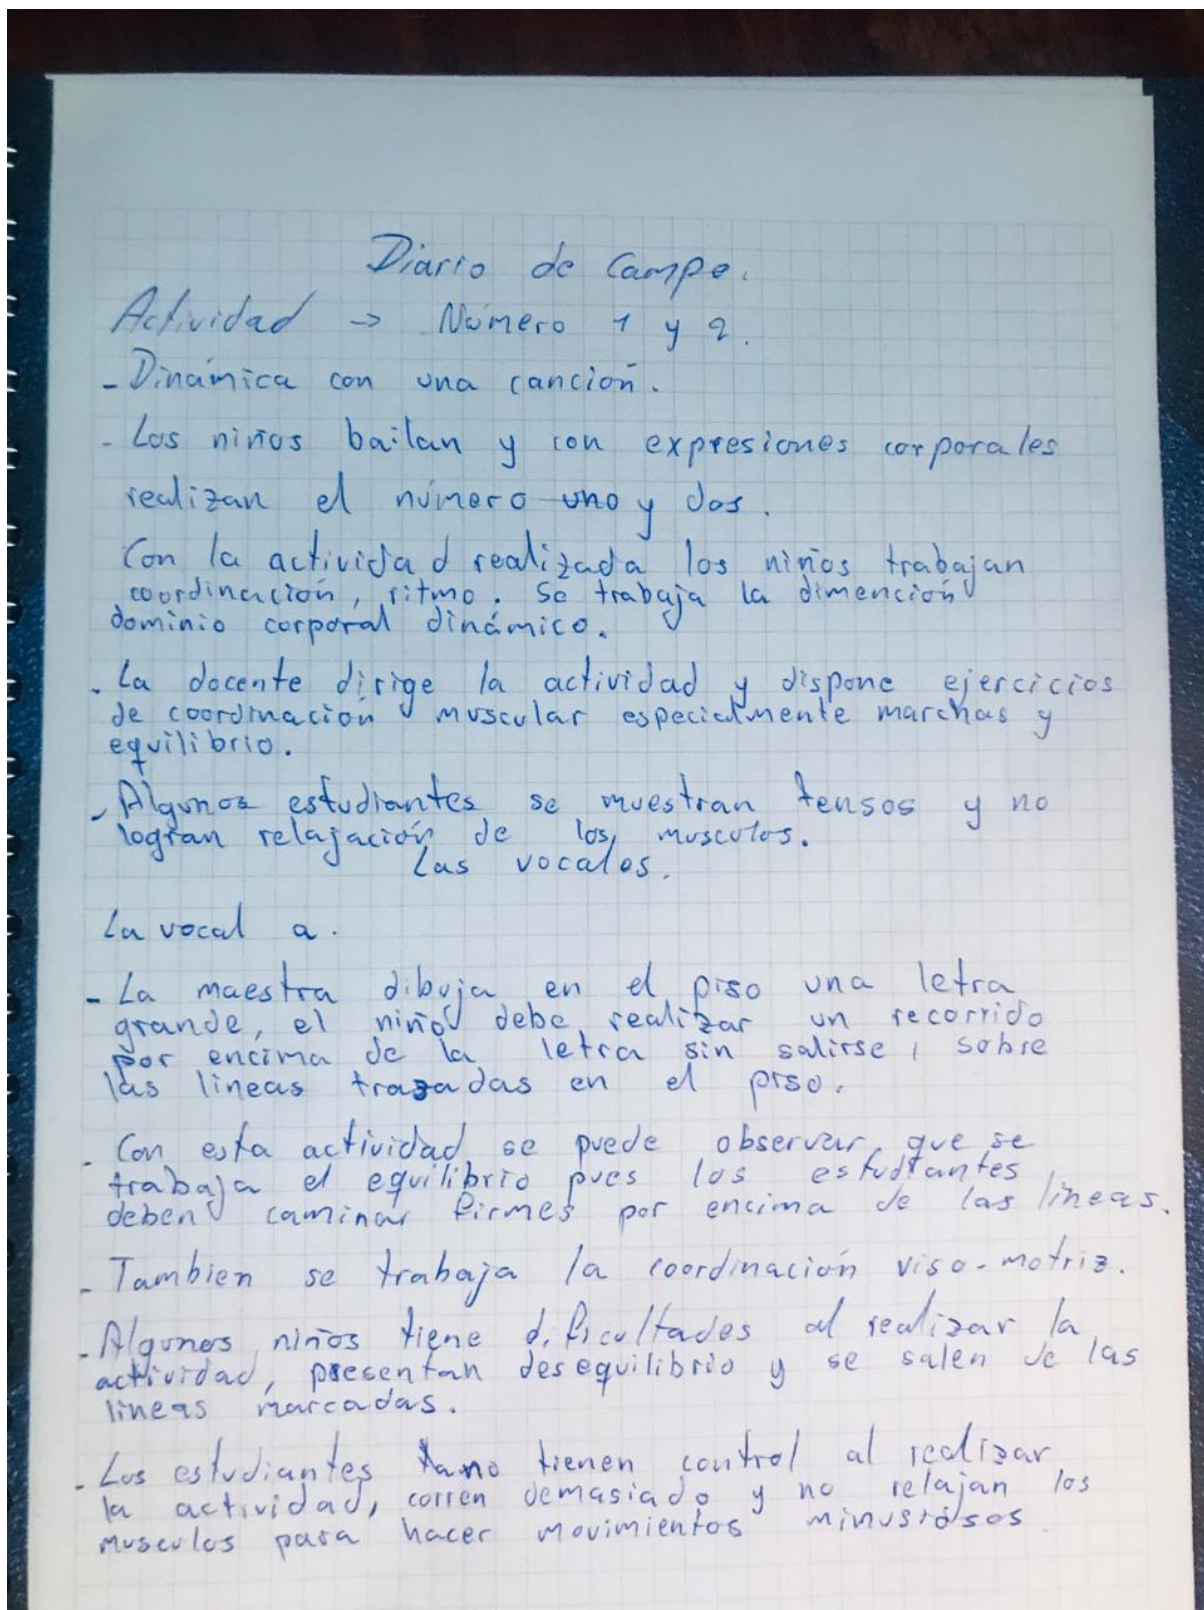 Diario de Campo.
Actividad → Número 1 y 2.
- Dinámica con una canción.
- Los niños bailan y con expresiones corporales
realizan el número uno y dos.
Con la actividad realizada los niños trabajan
coordinación, ritmo. Se trabaja la dimención
dominio corporal dinámico.
- La docente dirige la actividad y dispone ejercicios
de coordinación muscular especialmente marchas y
equilibrio.
- Algunos estudiantes se muestran tensos y no
logran relajación de los musculos.
Las vocales.
La vocal a.
- La maestra dibuja en el piso una letra
grande, el niño debe realizar un recorrido
por encima de la letra sin salirse, sobre
las lineas trasadas en el piso.
- Con esta actividad se puede observar que se
trabaja el equilibrio pues los estudiantes
deben caminar firmes por encima de las líneas.
- Tambien se trabaja la coordinación viso-motriz.
- Algunos niños tiene dificultades al realizar la
actividad, presentan desequilibrio y se salen de las
lineas marcadas.
- Los estudiantes no tienen control al realizar
la actividad, corren demasiado y no relajan los
musculos para hacer movimientos minusiósos